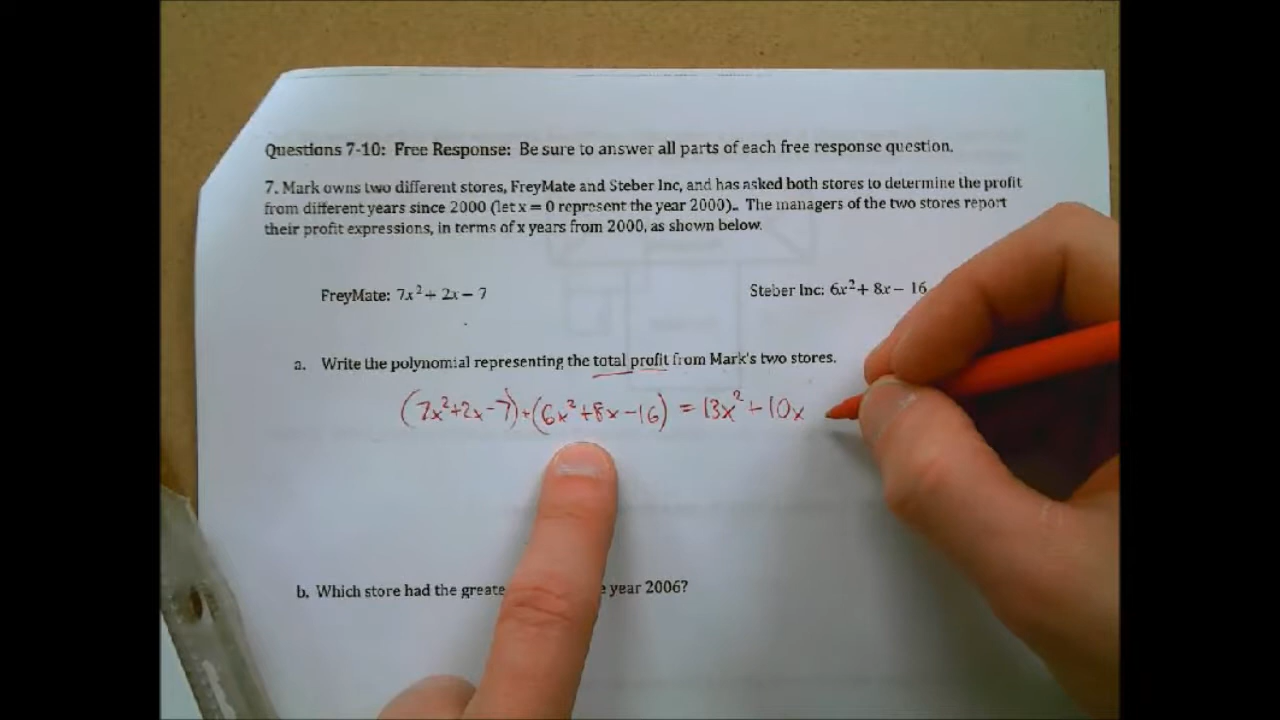 Questions 7-10: Free Response: Be sure to answer all parts of each free response question.
7. Mark owns two different stores, FreyMate and Steber Inc, and has asked both stores to determine the profit
from different years since 2000 (let x = 0 represent the year 2000). The managers of the two stores report
their profit expressions, in terms of x years from 2000, as shown below.
FreyMate: 7x² + 2x – 7 Steber Inc: 6x² + 8x – 16
a. Write the polynomial representing the total profit from Mark's two stores.
(7x²+2x-7)+(6x²+8x-16) = 13x² + 10x
b. Which store had the year 2006?